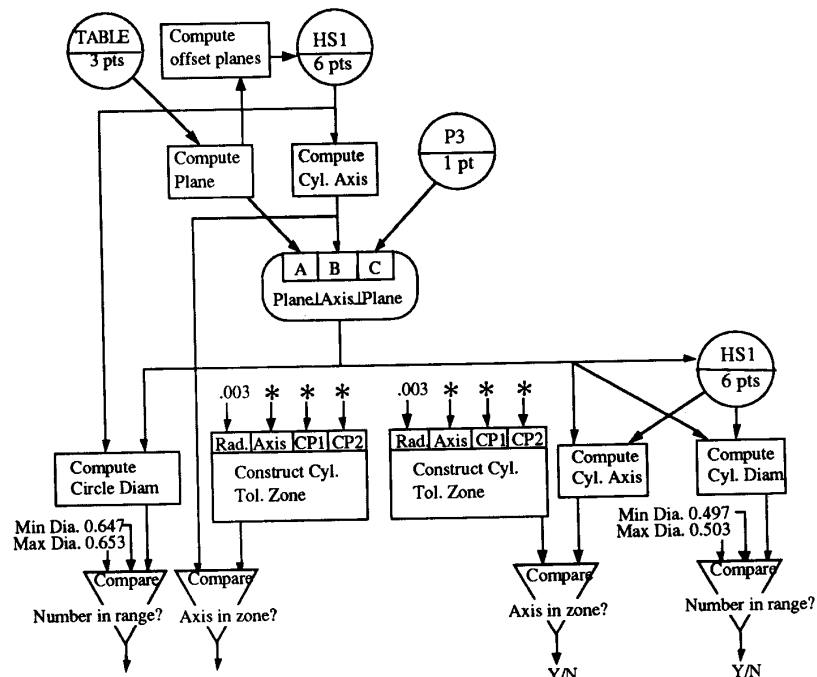 TABLE
3 pts
Compute
offset planes
HS1
6 pts
P3
1 pt
Compute
Plane
Compute
Cyl. Axis
A B C
Plane⊥Axis⊥Plane
HS1
6 pts
.003 * * *
Rad. Axis CP1 CP2
Construct Cyl.
Tol. Zone
.003 * * *
Rad. Axis CP1 CP2
Construct Cyl.
Tol. Zone
Compute
Circle Diam
Compute
Cyl. Axis
Compute
Cyl. Diam
Min Dia. 0.647
Max Dia. 0.653
Min Dia. 0.497
Max Dia. 0.503
Compare
Number in range?
Compare
Axis in zone?
Compare
Axis in zone?
Compare
Number in range?
Y/N
Y/N